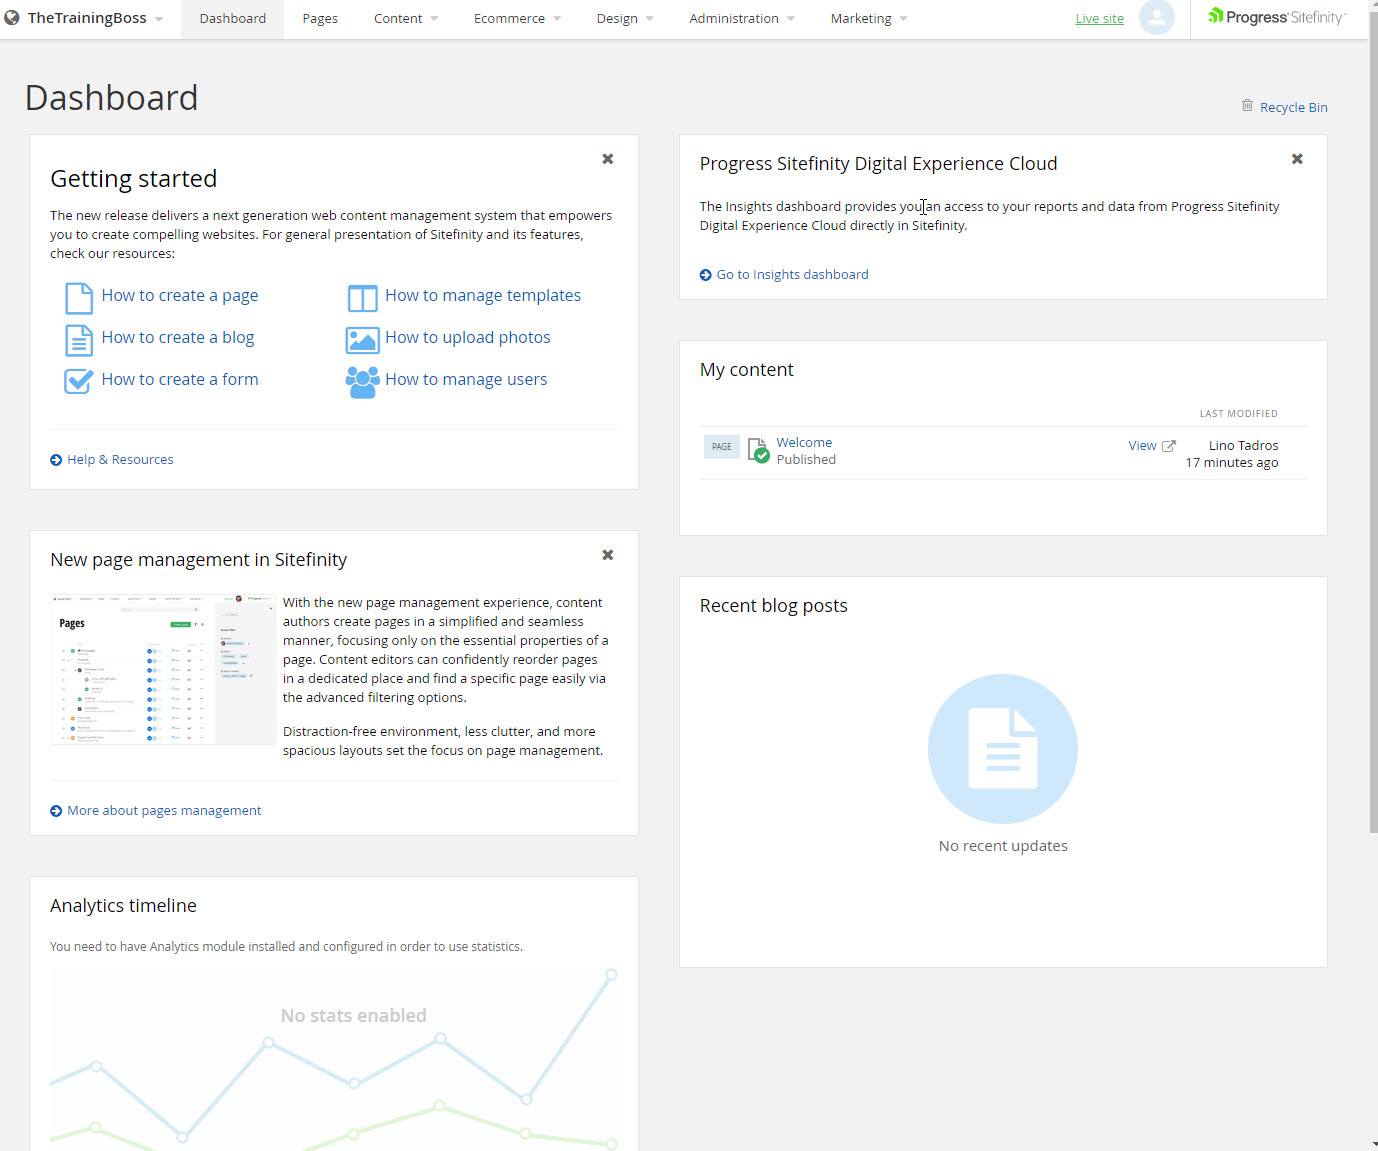 TheTrainingBoss Dashboard Pages Content Ecommerce Design Administration Marketing Live site Progress Sitefinity
Dashboard
Recycle Bin
Getting started
The new release delivers a next generation web content management system that empowers
you to create compelling websites. For general presentation of Sitefinity and its features,
check our resources:
How to create a page
How to manage templates
How to create a blog
How to upload photos
How to create a form
How to manage users
Help & Resources
New page management in Sitefinity
Pages
With the new page management experience, content
authors create pages in a simplified and seamless
manner, focusing only on the essential properties of a
page. Content editors can confidently reorder pages
in a dedicated place and find a specific page easily via
the advanced filtering options.
Distraction-free environment, less clutter, and more
spacious layouts set the focus on page management.
More about pages management
Analytics timeline
You need to have Analytics module installed and configured in order to use statistics.
No stats enabled
Progress Sitefinity Digital Experience Cloud
The Insights dashboard provides you an access to your reports and data from Progress Sitefinity
Digital Experience Cloud directly in Sitefinity.
Go to Insights dashboard
My content
LAST MODIFIED
PAGE Welcome View Lino Tadros
Published 17 minutes ago
Recent blog posts
No recent updates